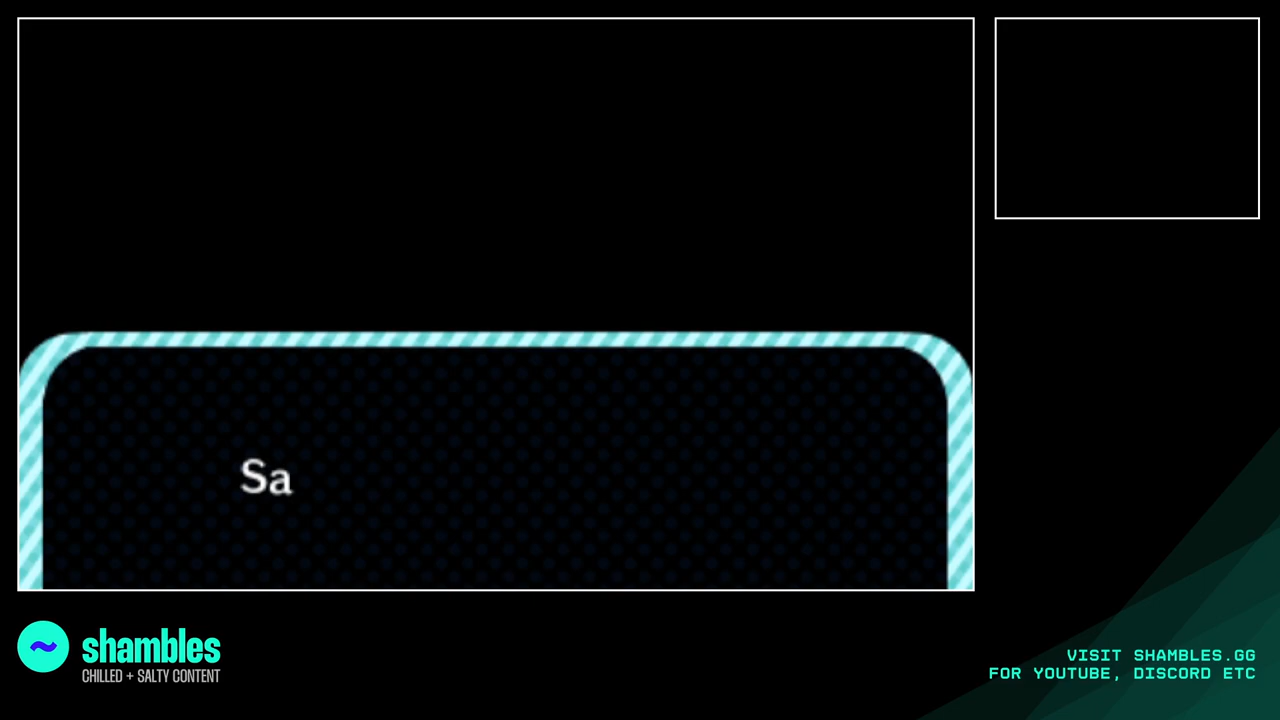 Sa
~ shambles
CHILLED + SALTY CONTENT
VISIT SHAMBLES.GG
FOR YOUTUBE, DISCORD ETC